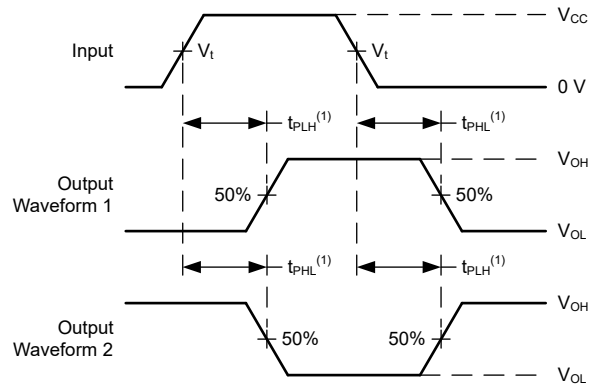 V_CC
Input
V_t
V_t
0 V
t_PLH^(1)
t_PHL^(1)
V_OH
Output
Waveform 1
50%
50%
V_OL
t_PHL^(1)
t_PLH^(1)
V_OH
Output
Waveform 2
50%
50%
V_OL